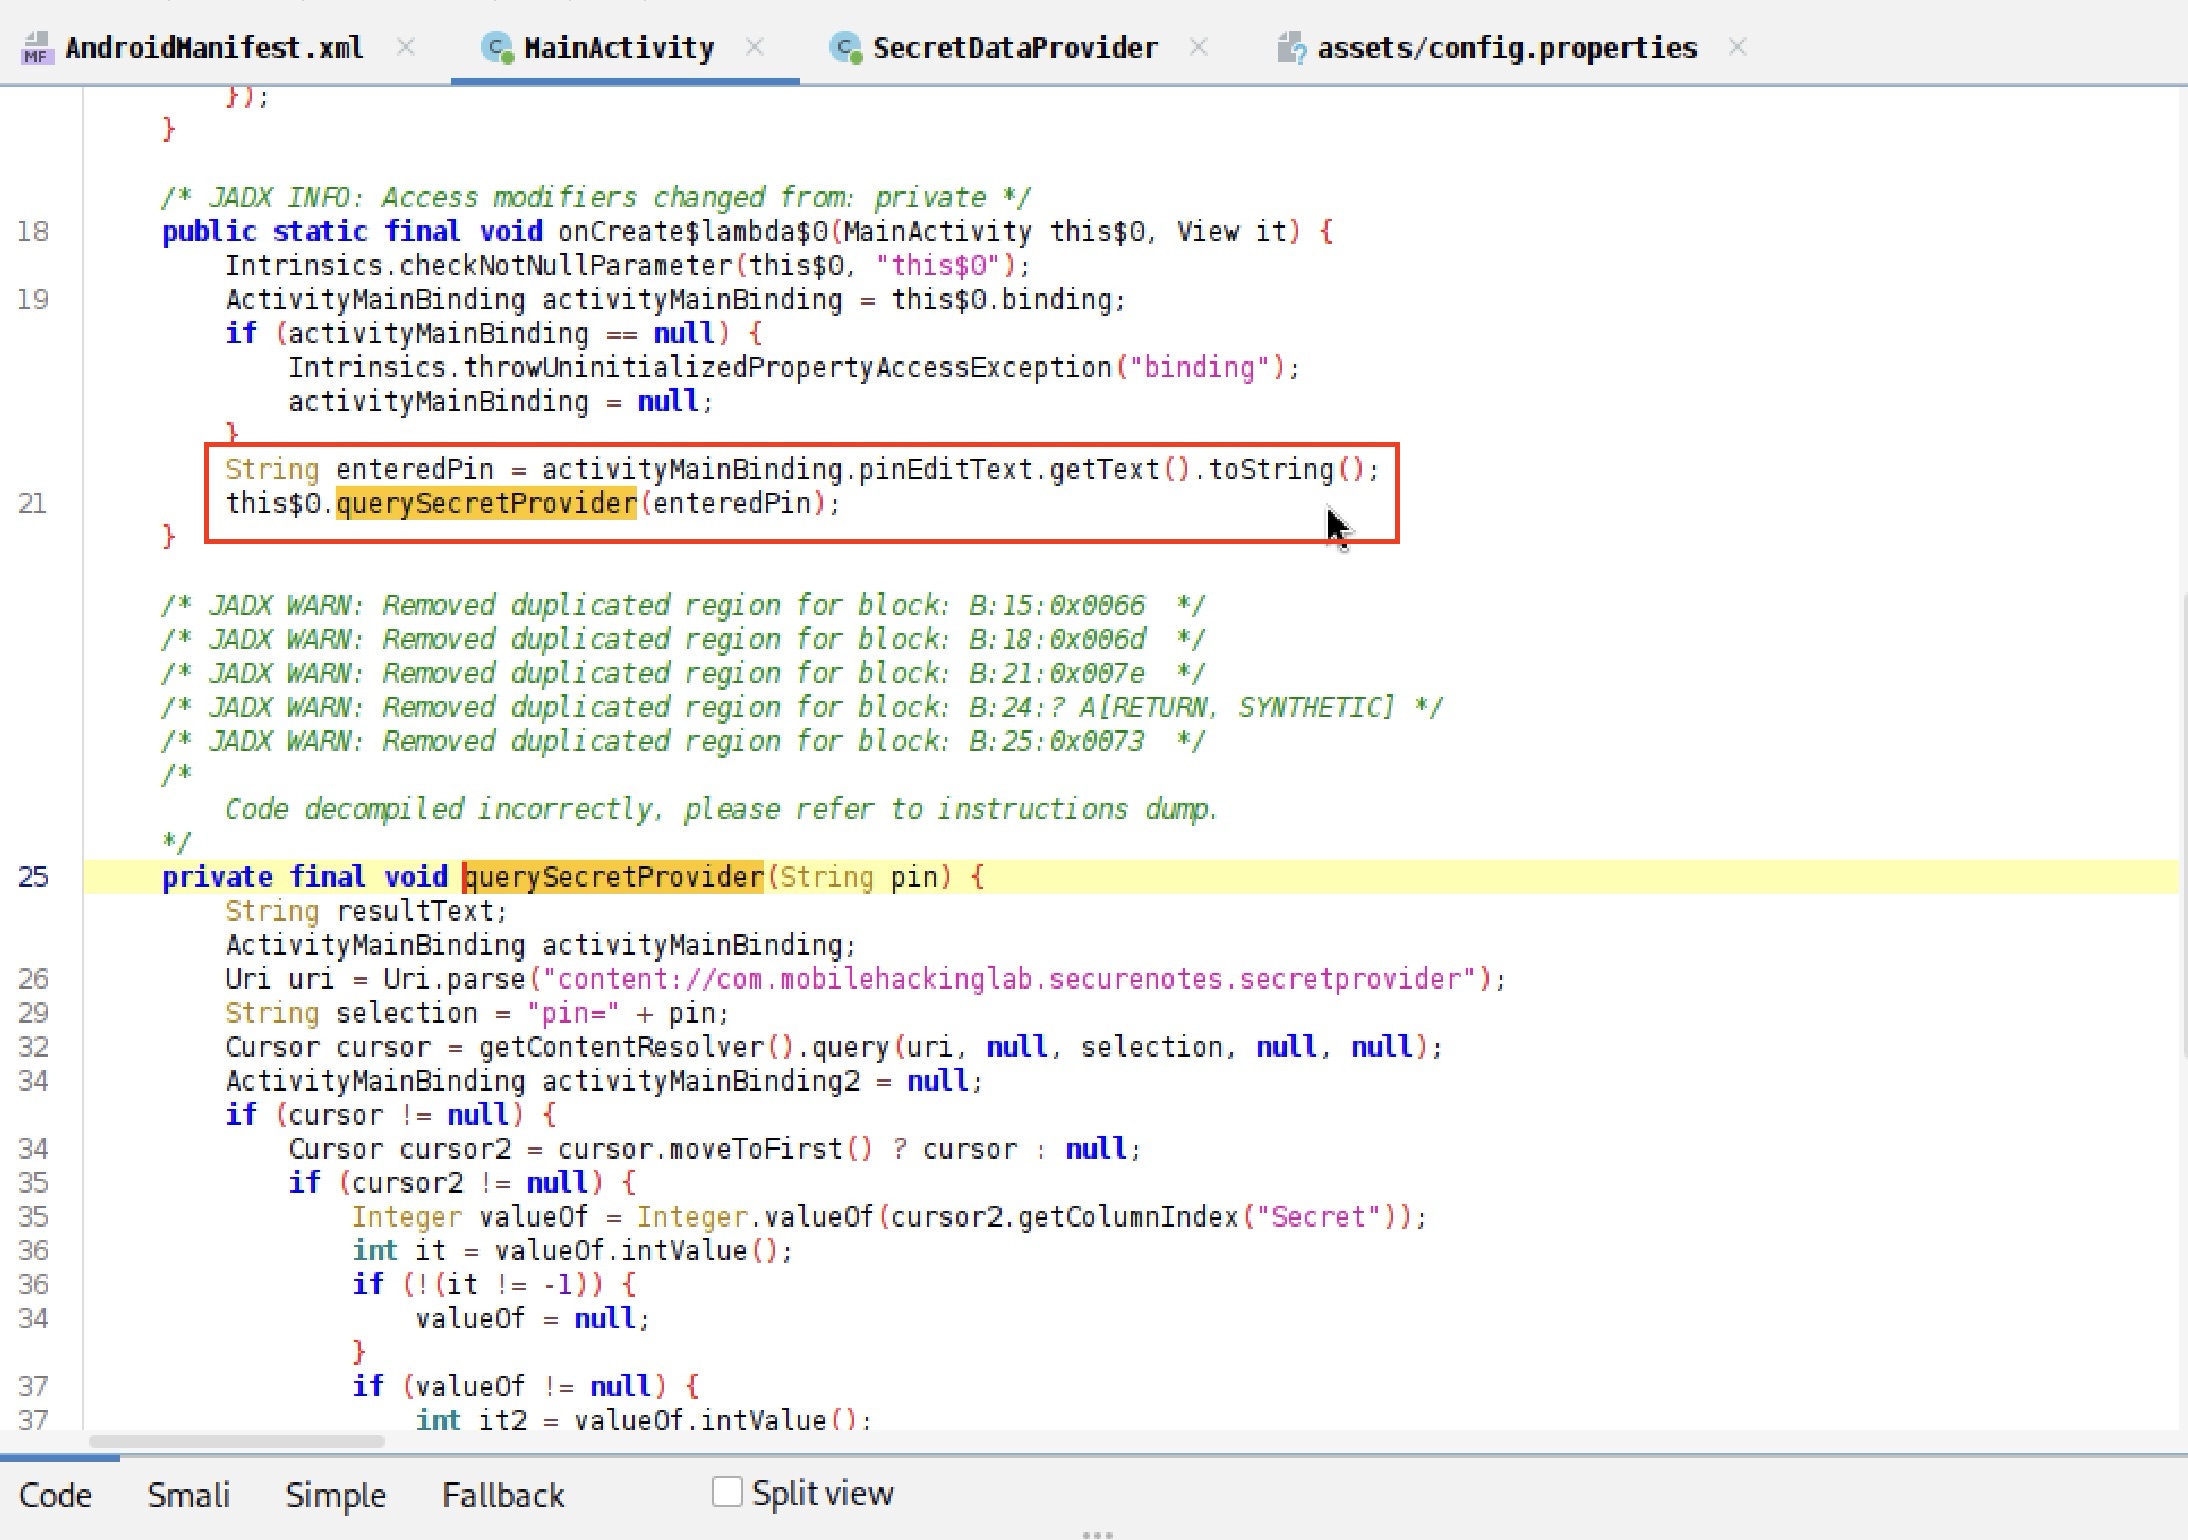 MF AndroidManifest.xml × C MainActivity × C SecretDataProvider × ? assets/config.properties ×
});
}
/* JADX INFO: Access modifiers changed from: private */
18 public static final void onCreate$lambda$0(MainActivity this$0, View it) {
Intrinsics.checkNotNullParameter(this$0, "this$0");
19 ActivityMainBinding activityMainBinding = this$0.binding;
if (activityMainBinding == null) {
Intrinsics.throwUninitializedPropertyAccessException("binding");
activityMainBinding = null;
}
String enteredPin = activityMainBinding.pinEditText.getText().toString();
21 this$0.querySecretProvider(enteredPin);
}
/* JADX WARN: Removed duplicated region for block: B:15:0x0066  */
/* JADX WARN: Removed duplicated region for block: B:18:0x006d  */
/* JADX WARN: Removed duplicated region for block: B:21:0x007e  */
/* JADX WARN: Removed duplicated region for block: B:24:? A[RETURN, SYNTHETIC] */
/* JADX WARN: Removed duplicated region for block: B:25:0x0073  */
/*
Code decompiled incorrectly, please refer to instructions dump.
*/
25 private final void querySecretProvider(String pin) {
String resultText;
ActivityMainBinding activityMainBinding;
26 Uri uri = Uri.parse("content://com.mobilehackinglab.securenotes.secretprovider");
29 String selection = "pin=" + pin;
32 Cursor cursor = getContentResolver().query(uri, null, selection, null, null);
34 ActivityMainBinding activityMainBinding2 = null;
if (cursor != null) {
34 Cursor cursor2 = cursor.moveToFirst() ? cursor : null;
35 if (cursor2 != null) {
35 Integer valueOf = Integer.valueOf(cursor2.getColumnIndex("Secret"));
36 int it = valueOf.intValue();
36 if (!(it != -1)) {
34 valueOf = null;
}
37 if (valueOf != null) {
37 int it2 = valueOf.intValue();
Code Smali Simple Fallback Split view